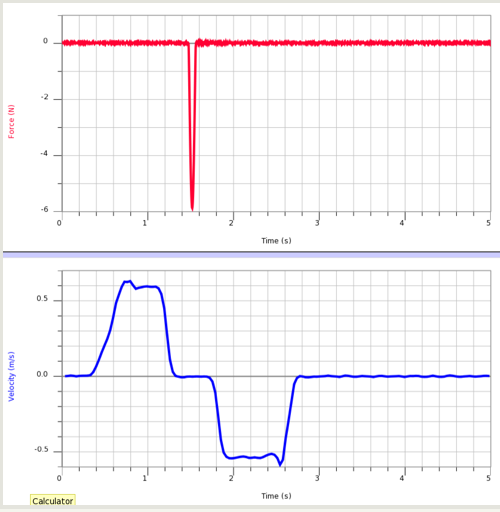 0
-2
-4
-6
Force (N)
0 1 2 3 4 5
Time (s)
0.5
0.0
-0.5
Velocity (m/s)
0 1 2 3 4 5
Time (s)
Calculator